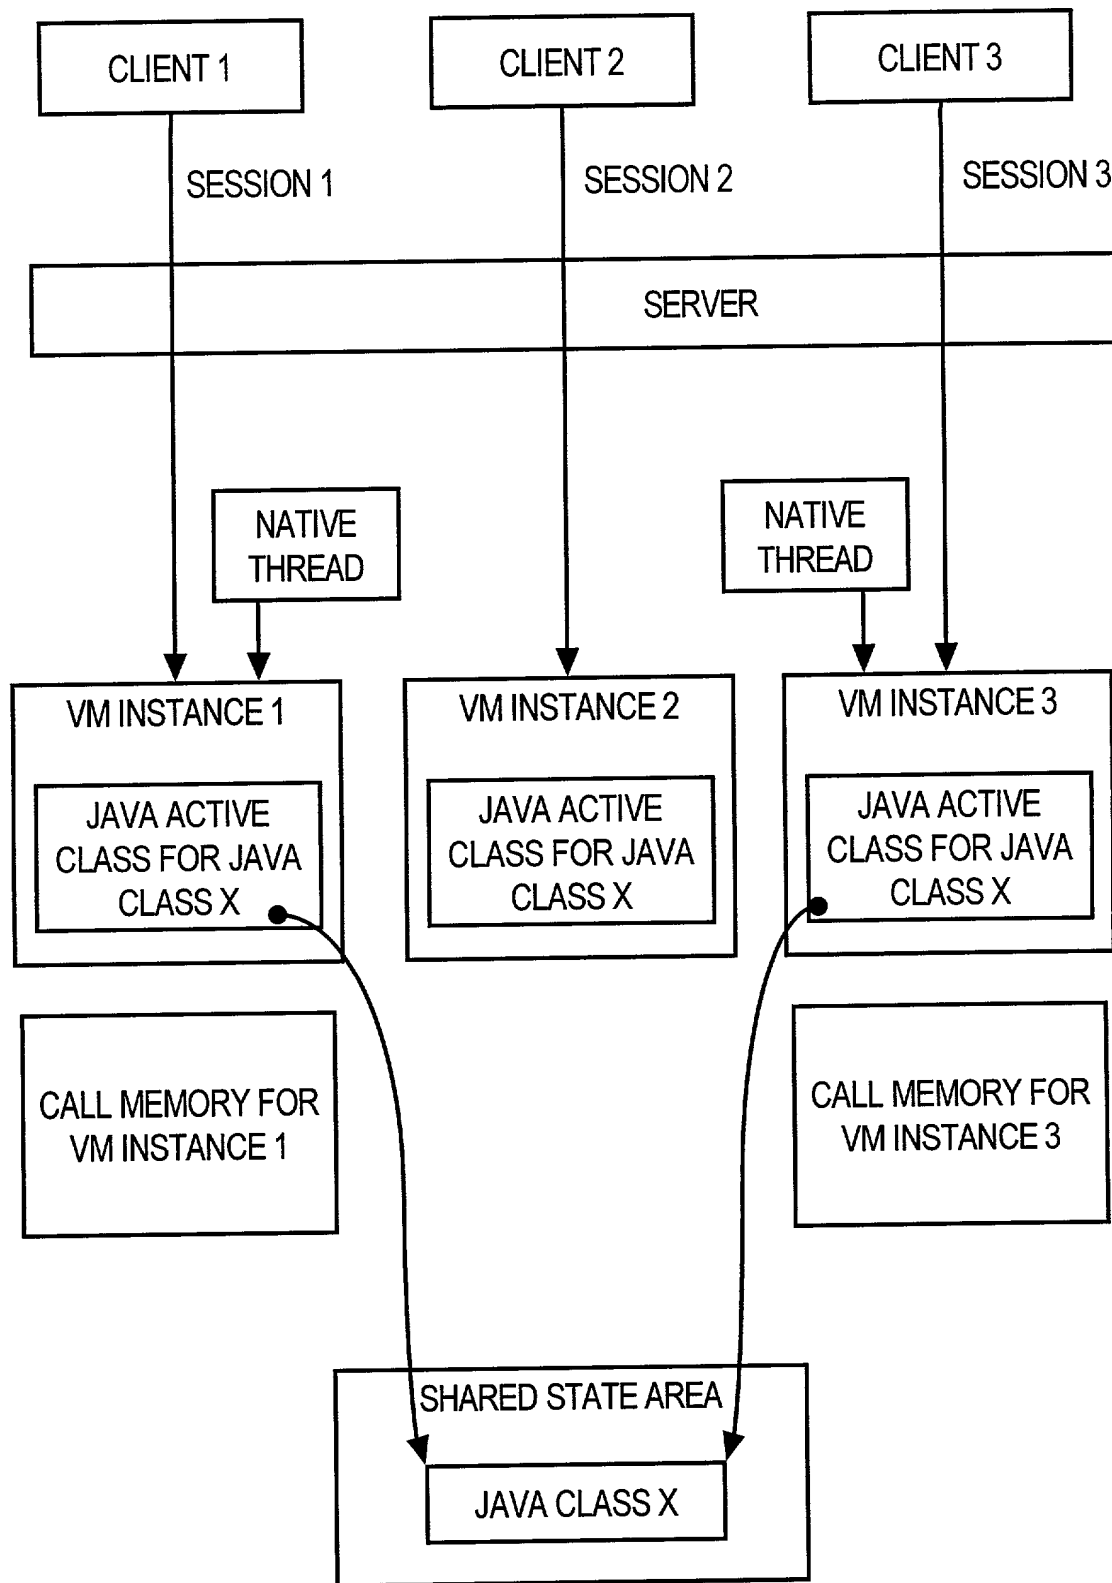 CLIENT 1
CLIENT 2
CLIENT 3
SESSION 1
SESSION 2
SESSION 3
SERVER
NATIVE
THREAD
NATIVE
THREAD
VM INSTANCE 1
JAVA ACTIVE
CLASS FOR JAVA
CLASS X
VM INSTANCE 2
JAVA ACTIVE
CLASS FOR JAVA
CLASS X
VM INSTANCE 3
JAVA ACTIVE
CLASS FOR JAVA
CLASS X
CALL MEMORY FOR
VM INSTANCE 1
CALL MEMORY FOR
VM INSTANCE 3
SHARED STATE AREA
JAVA CLASS X